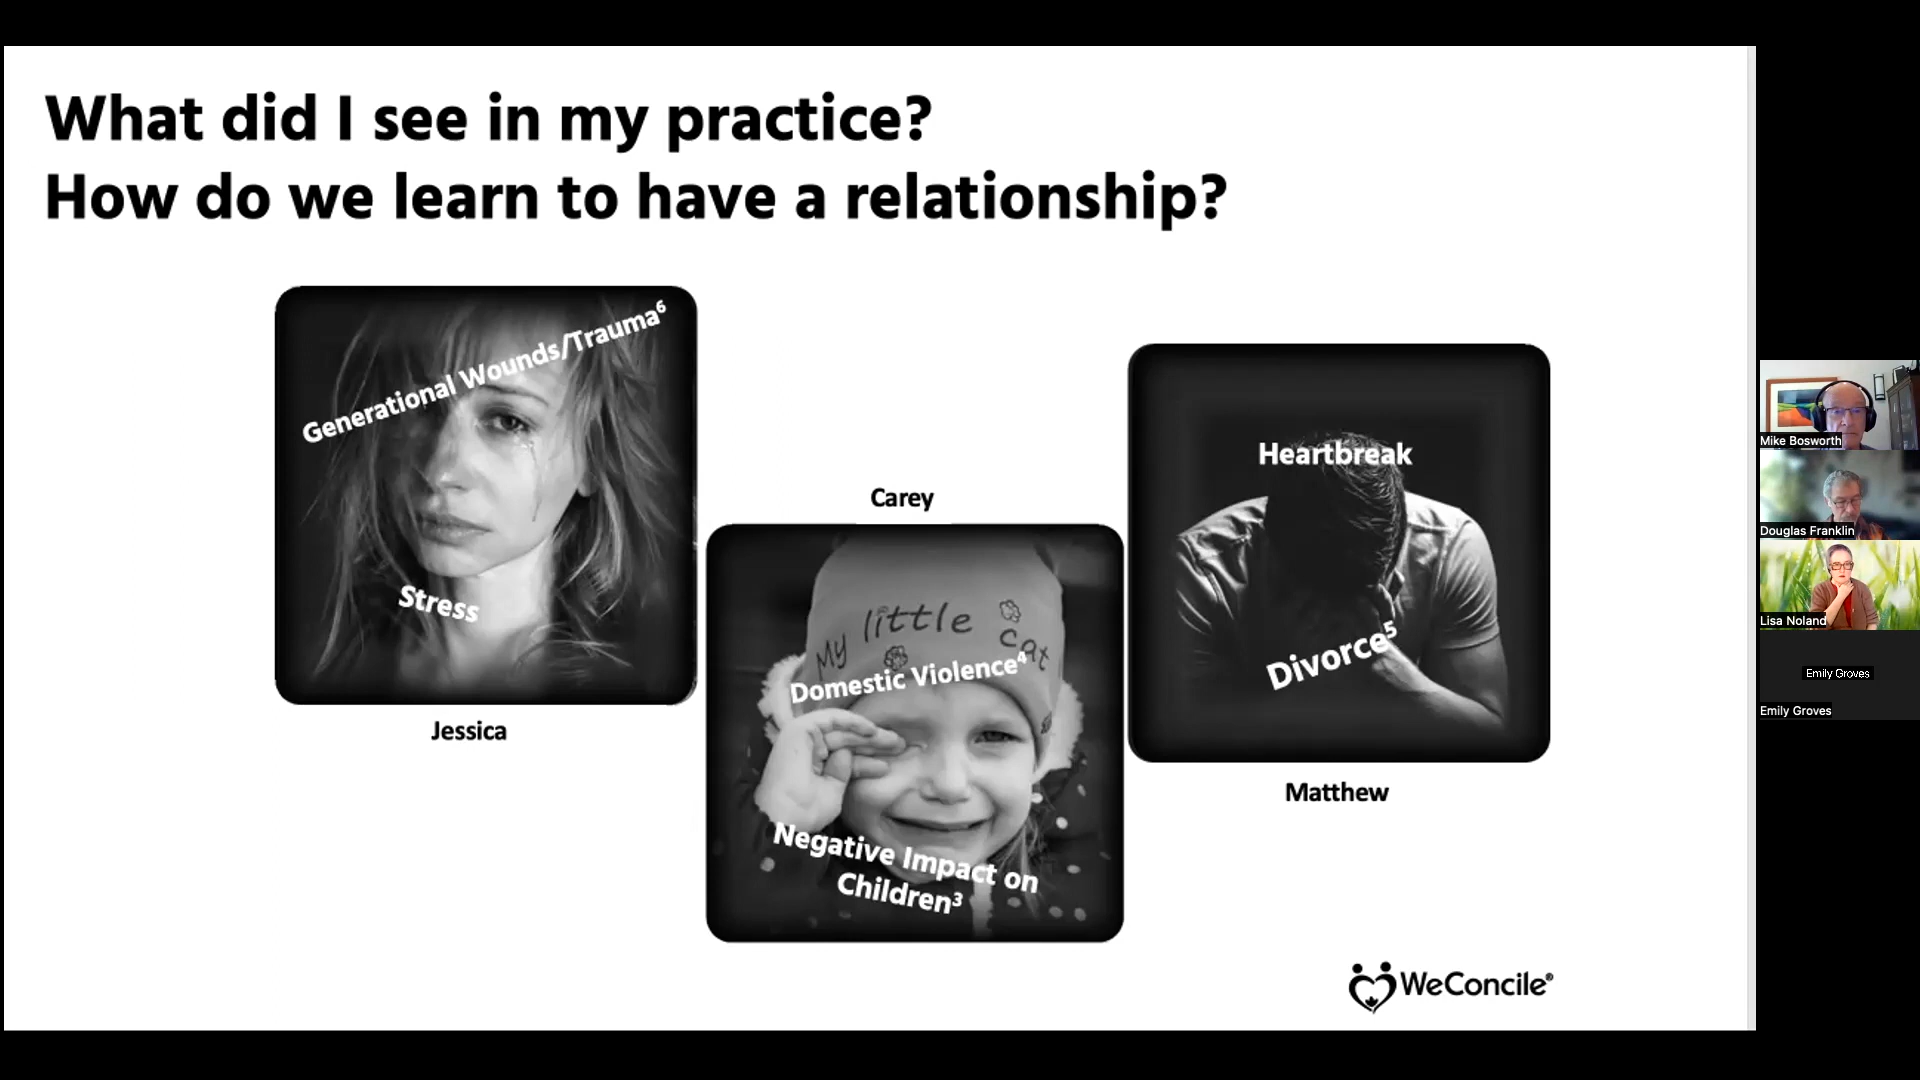 What did I see in my practice?
How do we learn to have a relationship?
Generational Wounds/Trauma⁶
Stress
Jessica
Carey
My little cat
Domestic Violence⁴
Negative Impact on
Children³
Heartbreak
Divorce⁵
Matthew
WeConcile®
Mike Bosworth
Douglas Franklin
Lisa Noland
Emily Groves
Emily Groves